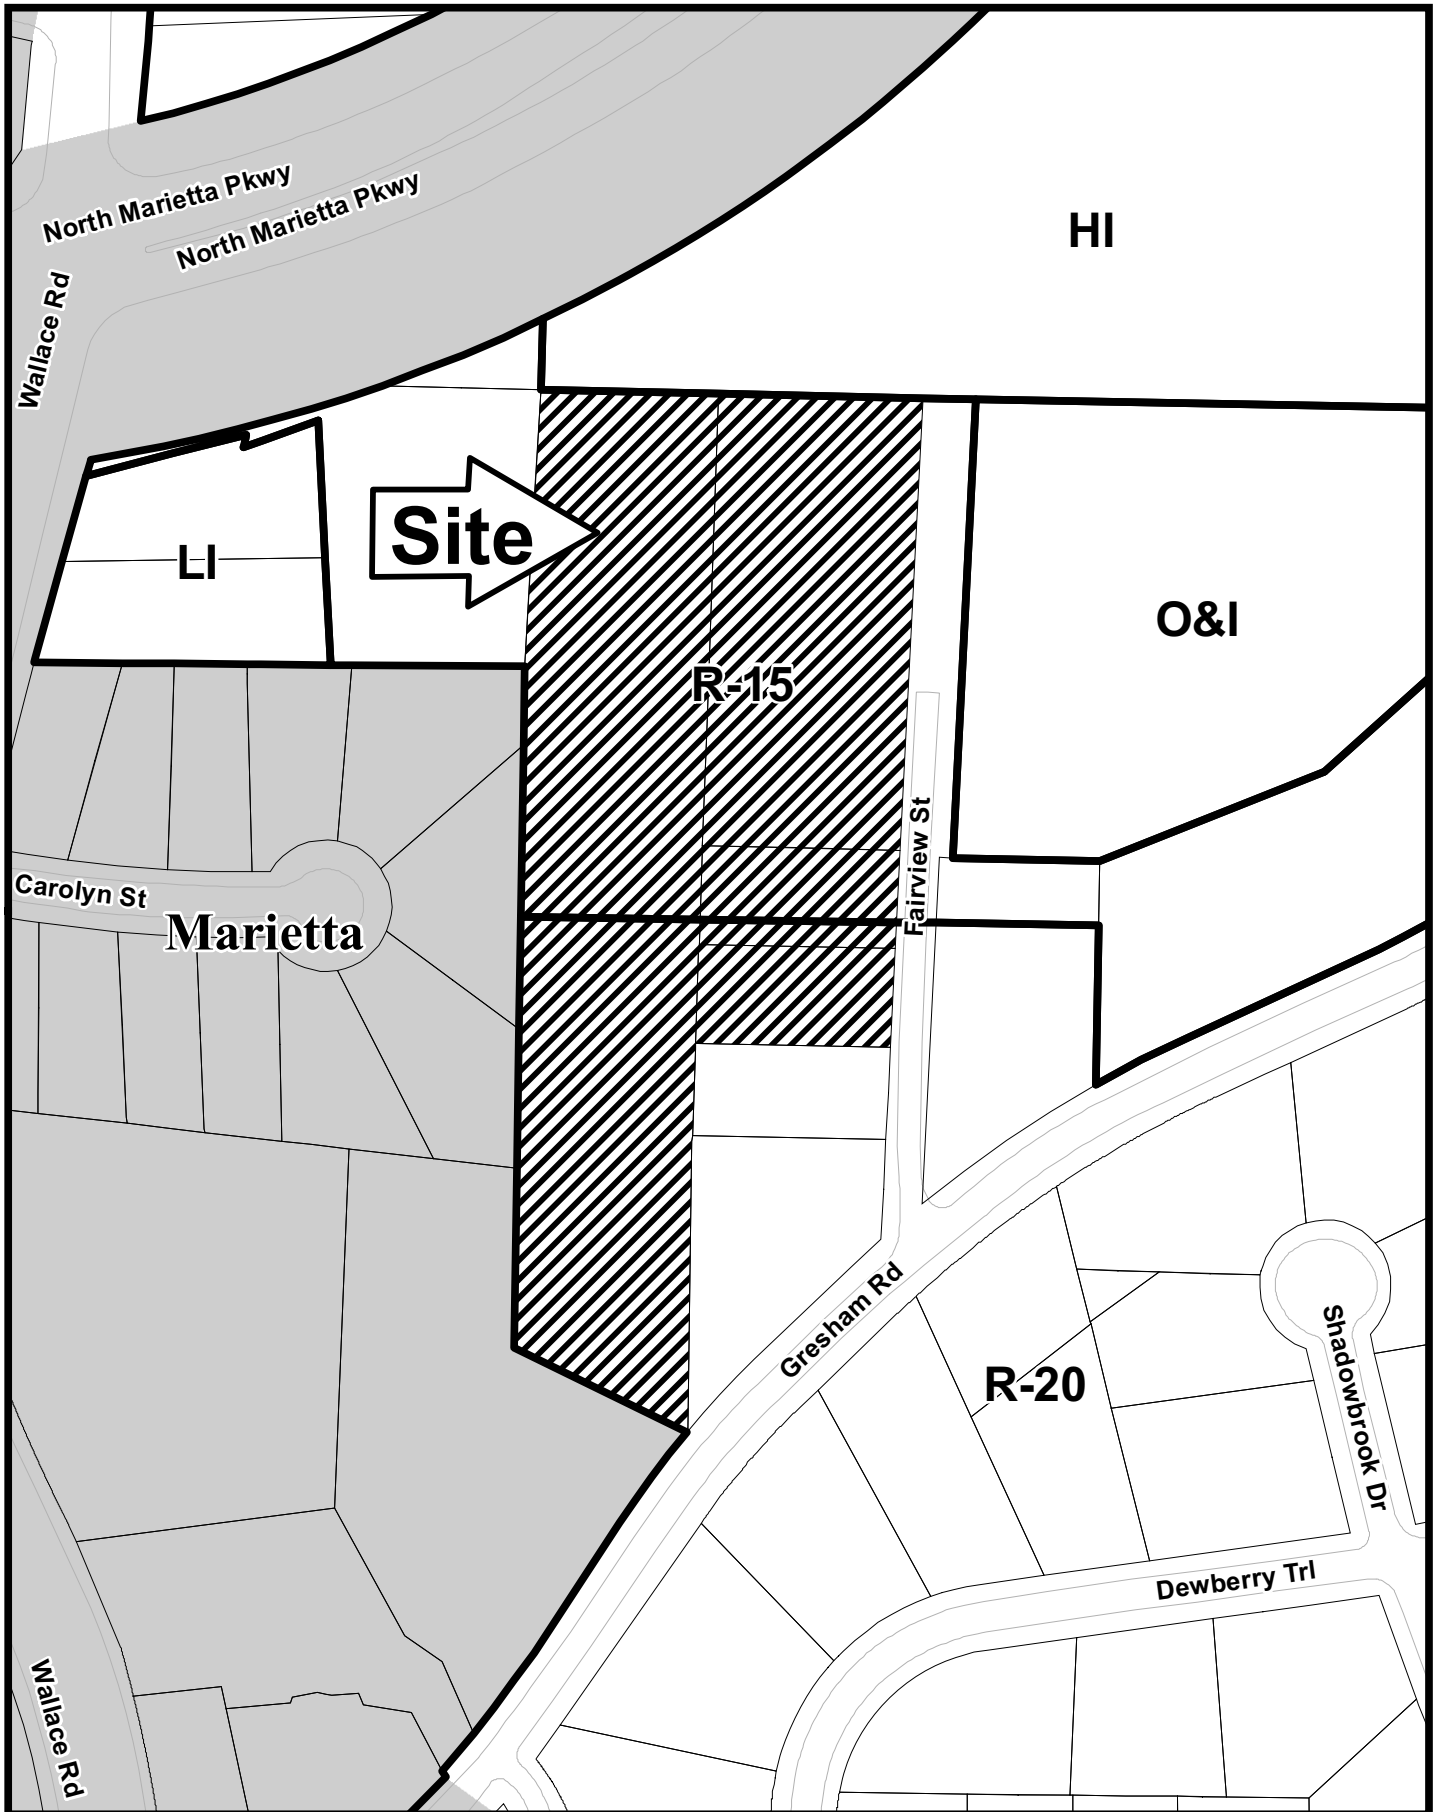 North Marietta Pkwy
North Marietta Pkwy
HI
Wallace Rd
Site
LI
O&I
R-15
Fairview St
Carolyn St
Marietta
Gresham Rd
Shadowbrook Dr
R-20
Dewberry Trl
Wallace Rd